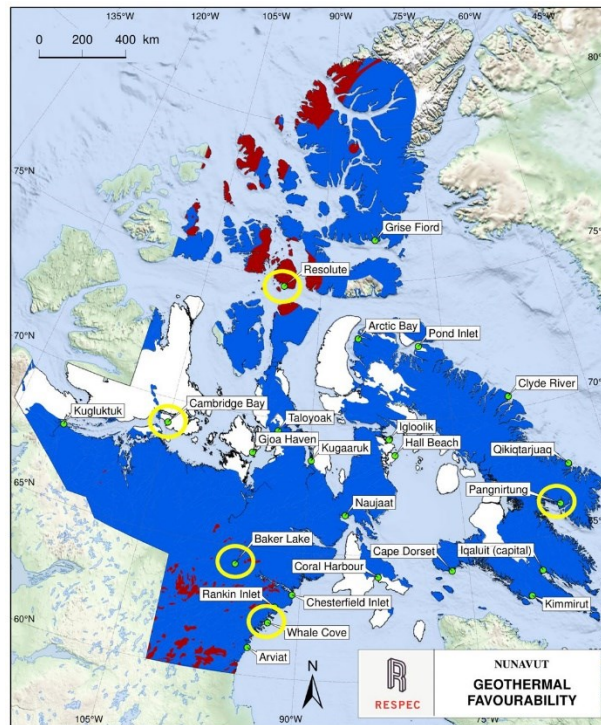 135°W
120°W
105°W
90°W
75°W
60°W
45°W
0 200 400 km
80°N
75°N
75°N
Grise Fiord
Resolute
70°N
Arctic Bay
Pond Inlet
70°N
Clyde River
Cambridge Bay
Kugluktuk
Taloyoak
Igloolik
Gjoa Haven
Hall Beach
Qikiqtarjuaq
Kugaaruk
65°N
65°N
Pangnirtung
Naujaat
Baker Lake
Cape Dorset
Iqaluit (capital)
Coral Harbour
Rankin Inlet
Chesterfield Inlet
Kimmirut
60°N
Whale Cove
Arviat
N
RESPEC
NUNAVUT
GEOTHERMAL
FAVOURABILITY
105°W
90°W